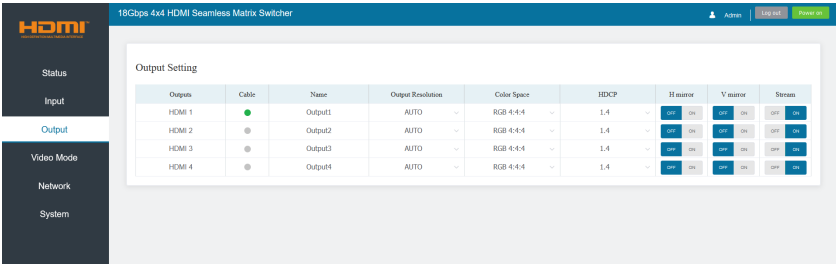 18Gbps 4x4 HDMI Seamless Matrix Switcher
Admin
Log out
Power on
HDMI
Status
Input
Output
Video Mode
Network
System
Output Setting
Outputs Cable Name Output Resolution Color Space HDCP H mirror V mirror Stream
HDMI 1 Output1 AUTO RGB 4:4:4 1.4 OFF ON OFF ON OFF ON
HDMI 2 Output2 AUTO RGB 4:4:4 1.4 OFF ON OFF ON OFF ON
HDMI 3 Output3 AUTO RGB 4:4:4 1.4 OFF ON OFF ON OFF ON
HDMI 4 Output4 AUTO RGB 4:4:4 1.4 OFF ON OFF ON OFF ON